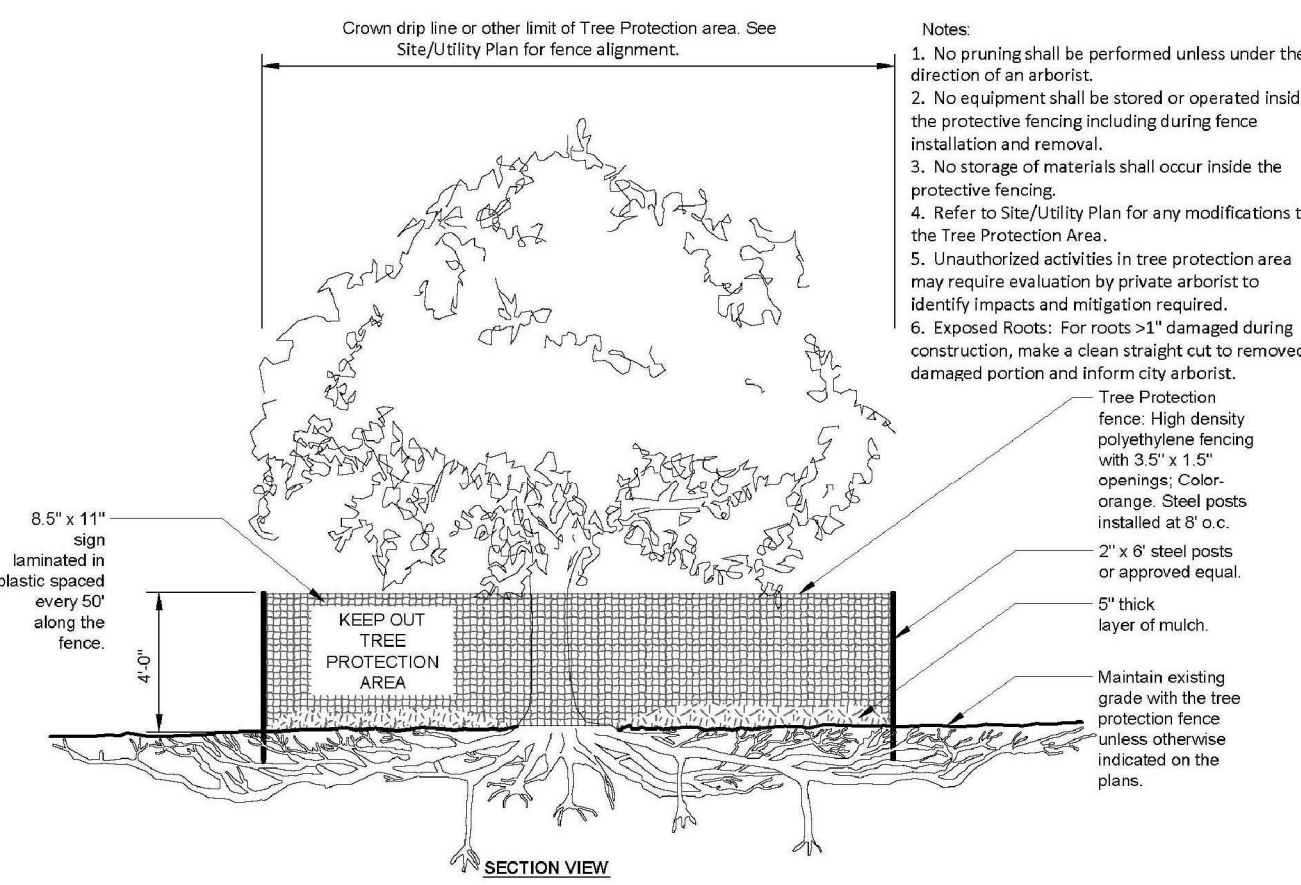 Crown drip line or other limit of Tree Protection area. See
Site/Utility Plan for fence alignment.
Notes:
1. No pruning shall be performed unless under the
direction of an arborist.
2. No equipment shall be stored or operated insid
the protective fencing including during fence
installation and removal.
3. No storage of materials shall occur inside the
protective fencing.
4. Refer to Site/Utility Plan for any modifications t
the Tree Protection Area.
5. Unauthorized activities in tree protection area
may require evaluation by private arborist to
identify impacts and mitigation required.
6. Exposed Roots: For roots >1" damaged during
construction, make a clean straight cut to removed
damaged portion and inform city arborist.
Tree Protection
fence: High density
polyethylene fencing
with 3.5" x 1.5"
openings; Color-
orange. Steel posts
installed at 8' o.c.
2" x 6' steel posts
or approved equal.
5" thick
layer of mulch.
Maintain existing
grade with the tree
protection fence
unless otherwise
indicated on the
plans.
8.5" x 11"
sign
laminated in
plastic spaced
every 50'
along the
fence.
4'-0"
KEEP OUT
TREE
PROTECTION
AREA
SECTION VIEW